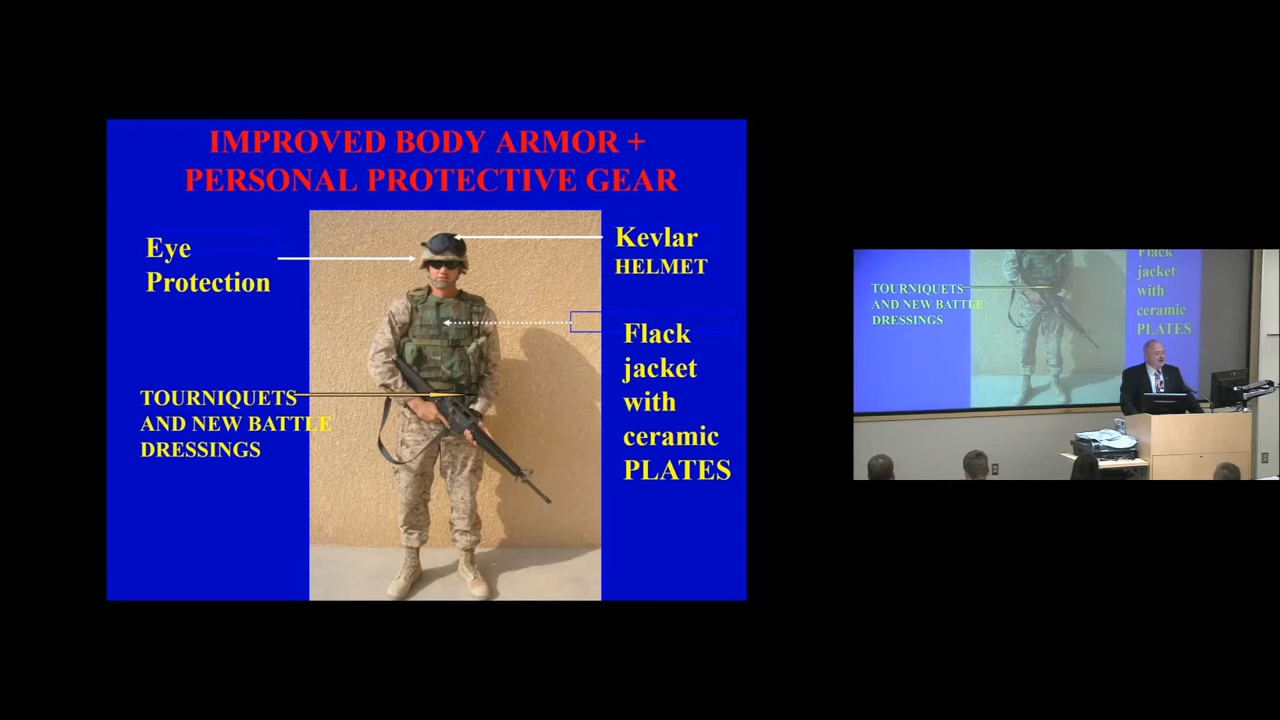 IMPROVED BODY ARMOR +
PERSONAL PROTECTIVE GEAR
Eye
Protection
Kevlar
HELMET
Flack
jacket
with
ceramic
PLATES
TOURNIQUETS
AND NEW BATTLE
DRESSINGS
Flack
jacket
with
ceramic
PLATES
TOURNIQUETS
AND NEW BATTLE
DRESSINGS